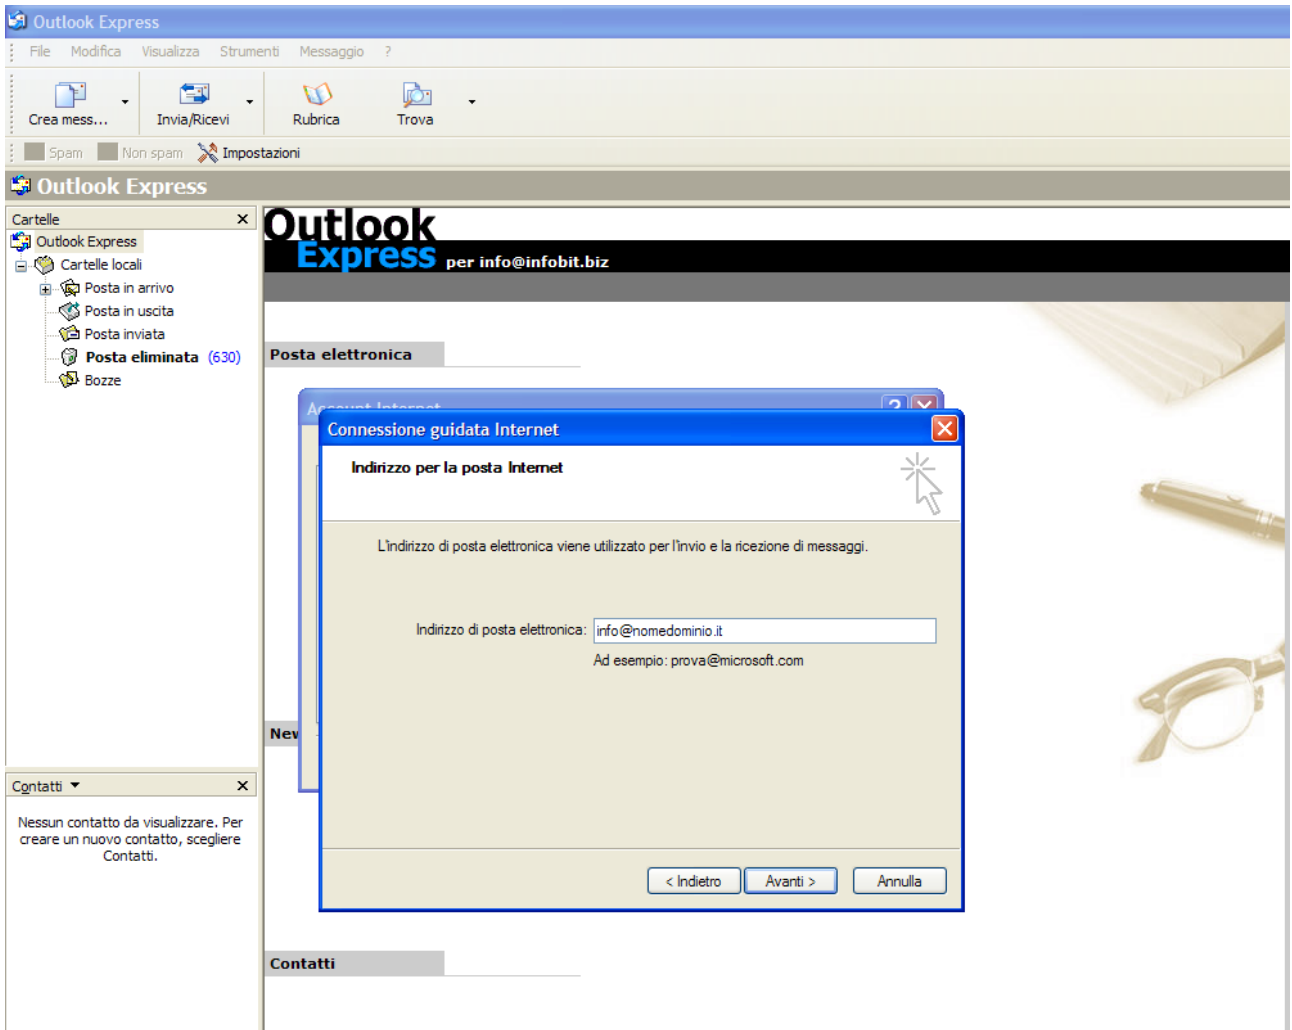 Outlook Express
File Modifica Visualizza Strumenti Messaggio ?
Crea mess... Invia/Ricevi Rubrica Trova
Spam Non spam Impostazioni
Outlook Express
Cartelle
Outlook Express
Cartelle locali
Posta in arrivo
Posta in uscita
Posta inviata
Posta eliminata (630)
Bozze
Contatti
Nessun contatto da visualizzare. Per
creare un nuovo contatto, scegliere
Contatti.
Outlook
Express per info@infobit.biz
Posta elettronica
Account Internet
Connessione guidata Internet
Indirizzo per la posta Internet
L'indirizzo di posta elettronica viene utilizzato per l'invio e la ricezione di messaggi.
Indirizzo di posta elettronica: info@nomedominio.it
Ad esempio: prova@microsoft.com
< Indietro Avanti > Annulla
Contatti